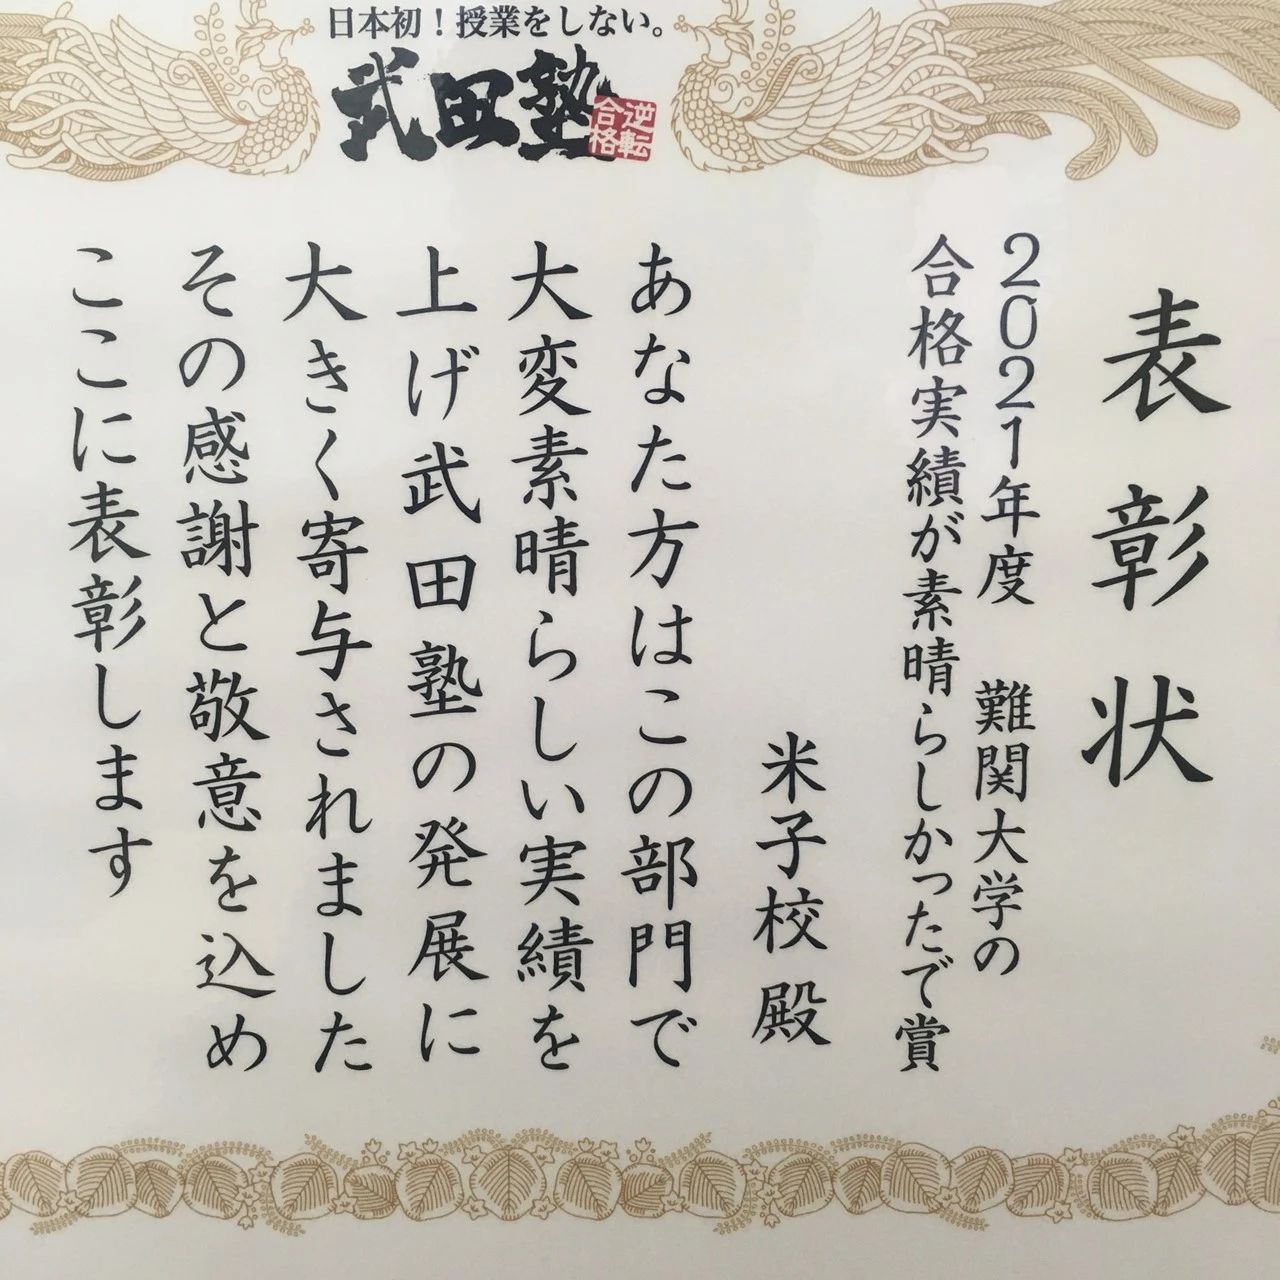 日本初！授業をしない。
武田塾
逆転
合格
表彰状
2021年度　難関大学の
合格実績が素晴らしかったで賞
米子校殿
あなた方はこの部門で
大変素晴らしい実績を
上げ武田塾の発展に
大きく寄与されました
その感謝と敬意を込め
ここに表彰します